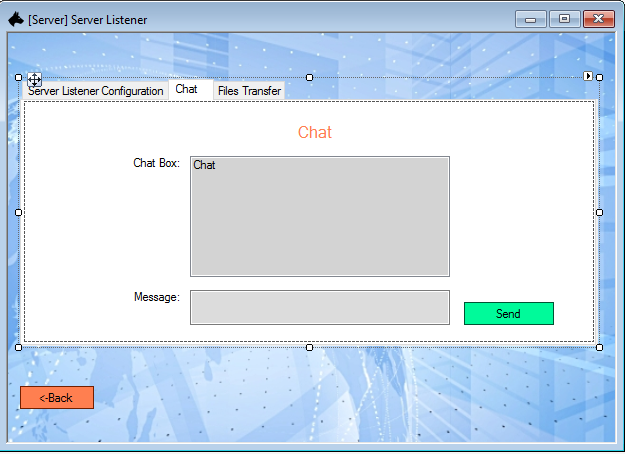 [Server] Server Listener
Server Listener Configuration Chat Files Transfer
Chat
Chat Box: Chat
Message:
Send
<-Back